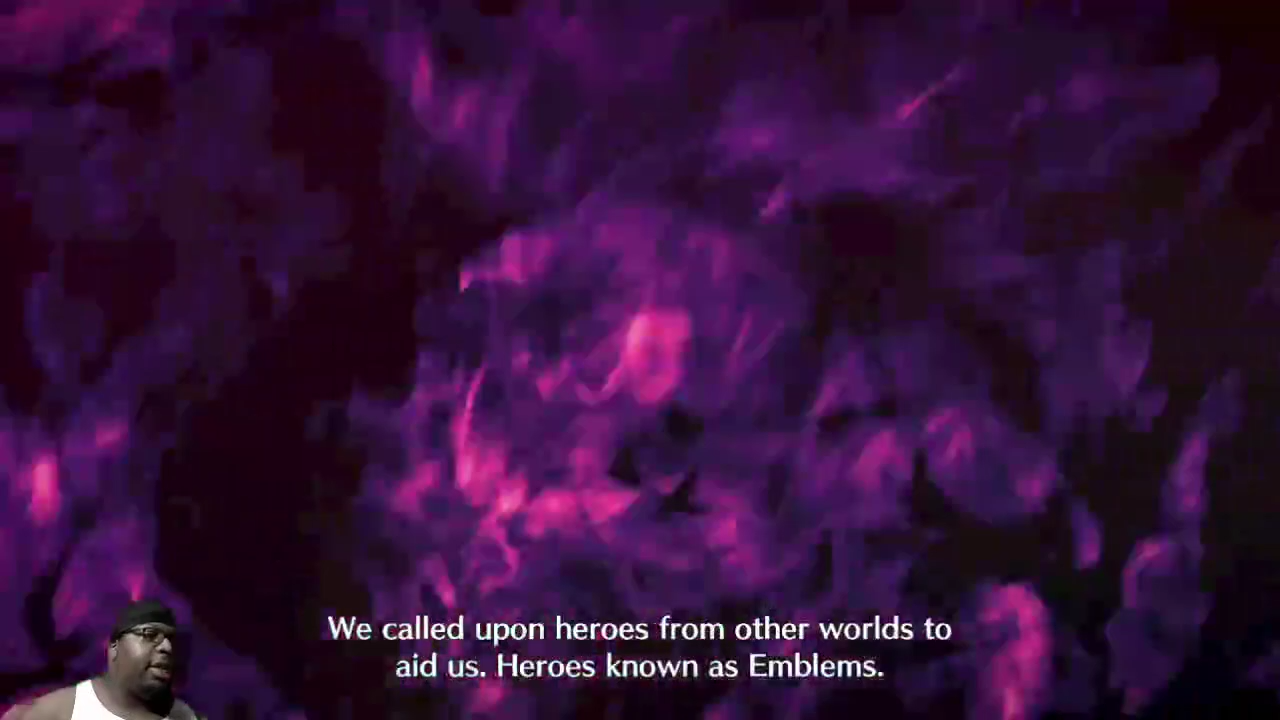 We called upon heroes from other worlds to
aid us. Heroes known as Emblems.